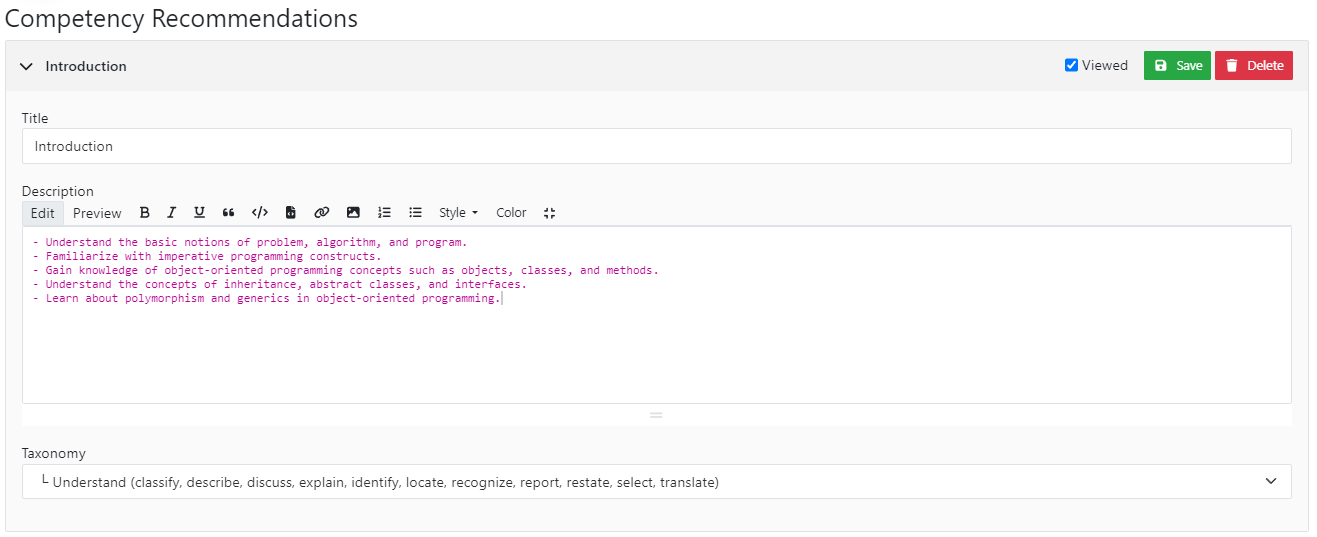 Competency Recommendations
Introduction
Viewed
Save
Delete
Title
Introduction
Description
Edit Preview B I U Style Color
- Understand the basic notions of problem, algorithm, and program.
- Familiarize with imperative programming constructs.
- Gain knowledge of object-oriented programming concepts such as objects, classes, and methods.
- Understand the concepts of inheritance, abstract classes, and interfaces.
- Learn about polymorphism and generics in object-oriented programming.
Taxonomy
└ Understand (classify, describe, discuss, explain, identify, locate, recognize, report, restate, select, translate)